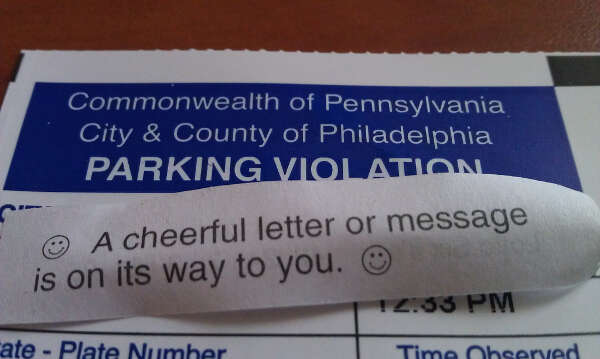 Commonwealth of Pennsylvania
City & County of Philadelphia
PARKING VIOLATION
A cheerful letter or message
is on its way to you.
12:33 PM
Plate Number
Time Observed